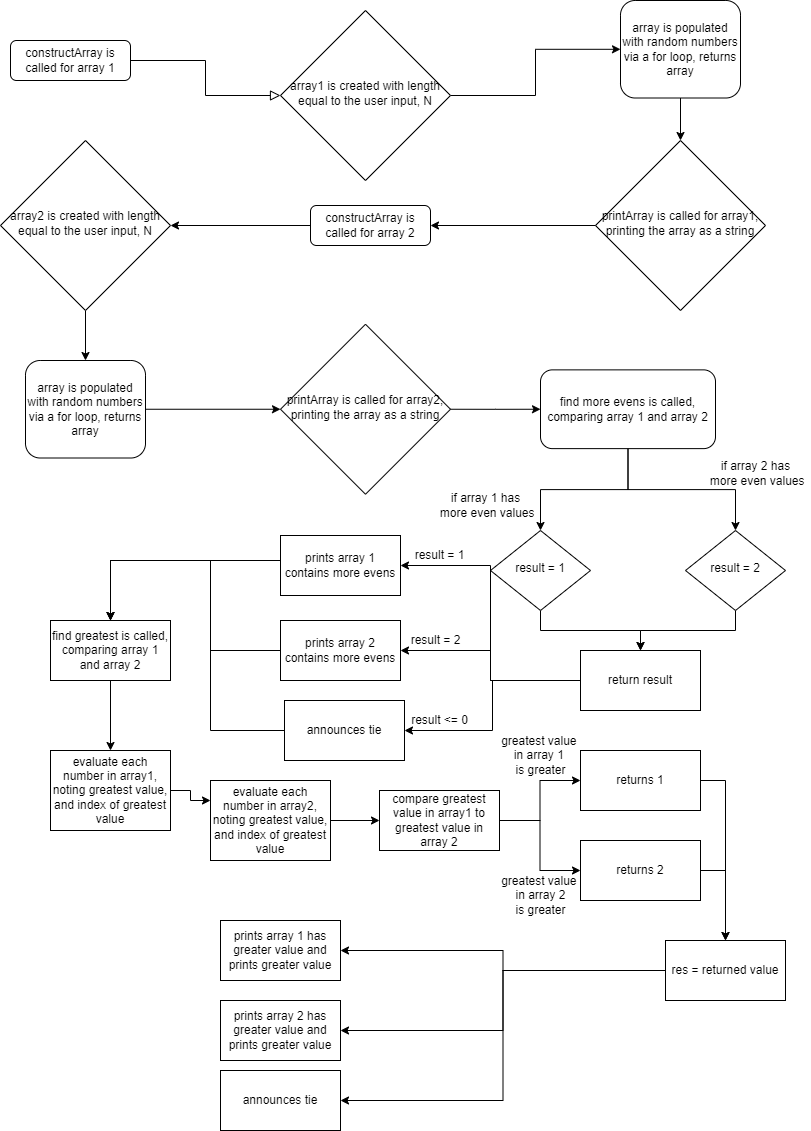 constructArray is
called for array 1
array1 is created with length
equal to the user input, N
array is populated
with random numbers
via a for loop, returns
array
array2 is created with length
equal to the user input, N
constructArray is
called for array 2
printArray is called for array1,
printing the array as a string
array is populated
with random numbers
via a for loop, returns
array
printArray is called for array2,
printing the array as a string
find more evens is called,
comparing array 1 and array 2
if array 1 has
more even values
if array 2 has
more even values
result = 1
result = 2
prints array 1
contains more evens
result = 1
find greatest is called,
comparing array 1
and array 2
prints array 2
contains more evens
result = 2
return result
announces tie
result <= 0
evaluate each
number in array1,
noting greatest value,
and index of greatest
value
evaluate each
number in array2,
noting greatest value,
and index of greatest
value
compare greatest
value in array1 to
greatest value in
array 2
greatest value
in array 1
is greater
returns 1
greatest value
in array 2
is greater
returns 2
prints array 1 has
greater value and
prints greater value
res = returned value
prints array 2 has
greater value and
prints greater value
announces tie